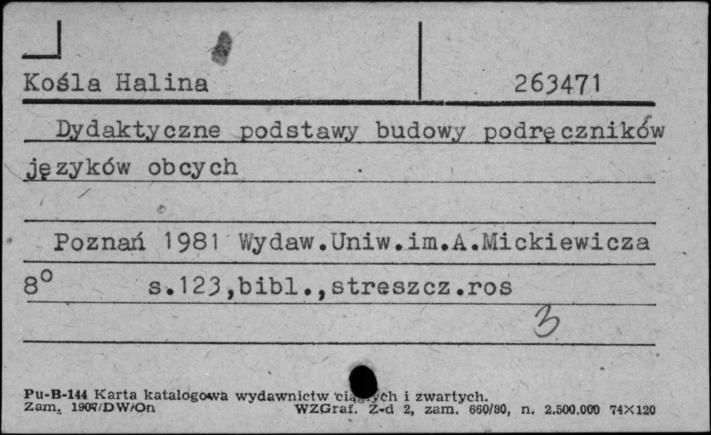 Kośla Halina 263471
Dydaktyczne podstawy budowy podręczników
języków obcych
Poznań 1981 Wydaw.Uniw.im.A.Mickiewicza
8° s.123,bibl.,streszcz.ros
3
Pu-B-144 Karta katalogowa wydawnictw ciągłych i zwartych.
Zam. 1907/DW/On WZGraf. Z-d 2, zam. 660/80, n. 2.500.000 74×120